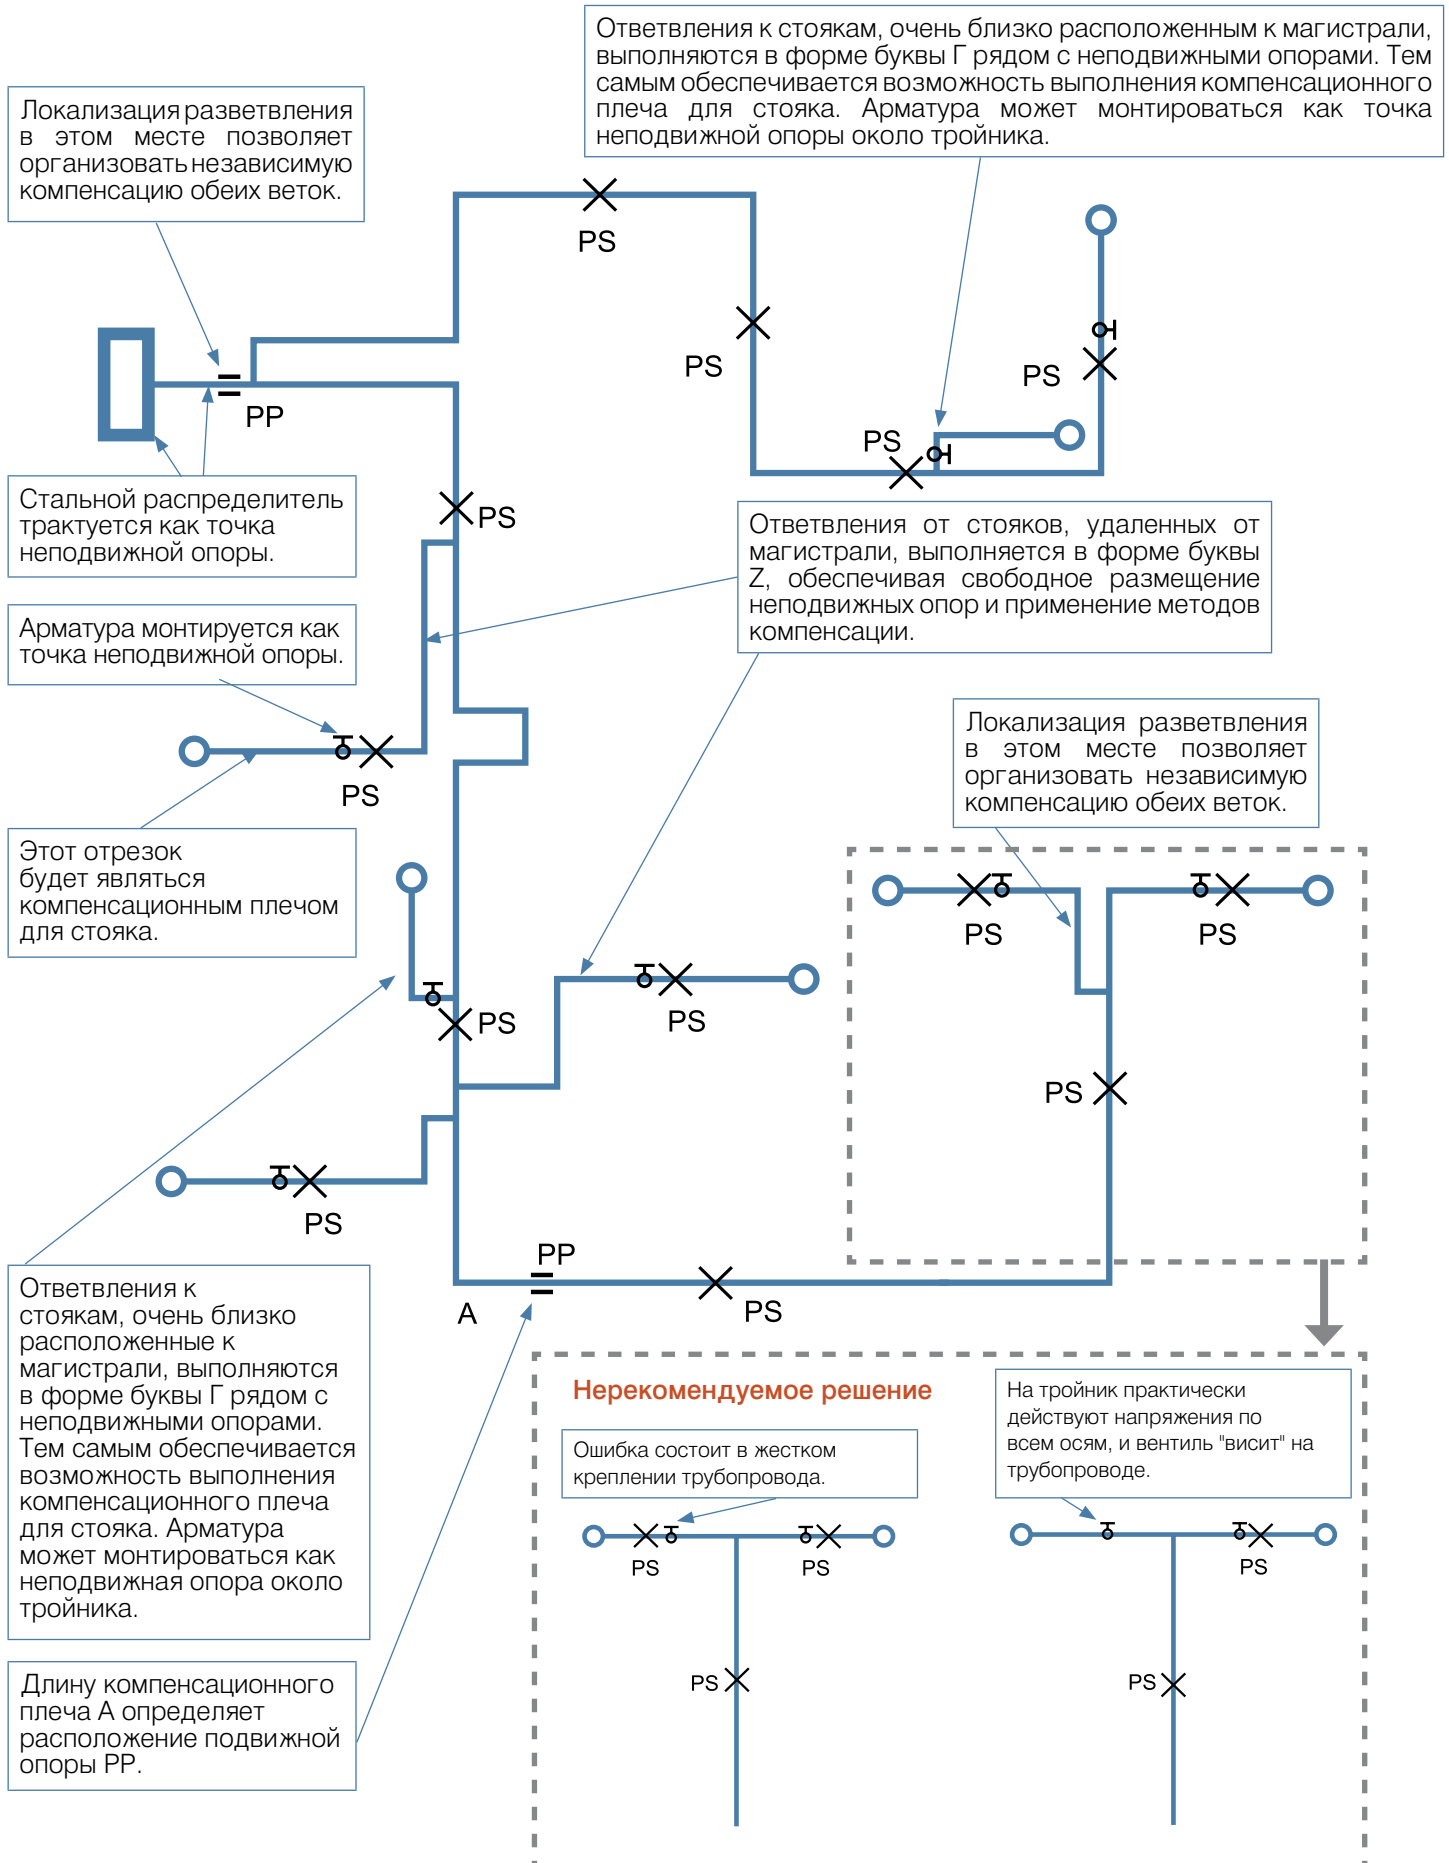 Ответвления к стоякам, очень близко расположенным к магистрали,
выполняются в форме буквы Г рядом с неподвижными опорами. Тем
самым обеспечивается возможность выполнения компенсационного
плеча для стояка. Арматура может монтироваться как точка
неподвижной опоры около тройника.
Локализация разветвления
в этом месте позволяет
организовать независимую
компенсацию обеих веток.
PS
PS
PS
PP
PS
Стальной распределитель
трактуется как точка
неподвижной опоры.
PS
Ответвления от стояков, удаленных от
магистрали, выполняется в форме буквы
Z, обеспечивая свободное размещение
неподвижных опор и применение методов
компенсации.
Арматура монтируется как
точка неподвижной опоры.
PS
Локализация разветвления
в этом месте позволяет
организовать независимую
компенсацию обеих веток.
Этот отрезок
будет являться
компенсационным плечом
для стояка.
PS
PS
PS
PS
PS
PS
PP
A
PS
Ответвления к
стоякам, очень близко
расположенные к
магистрали, выполняются
в форме буквы Г рядом с
неподвижными опорами.
Тем самым обеспечивается
возможность выполнения
компенсационного плеча
для стояка. Арматура
может монтироваться как
неподвижная опора около
тройника.
Нерекомендуемое решение
Ошибка состоит в жестком
креплении трубопровода.
На тройник практически
действуют напряжения по
всем осям, и вентиль "висит" на
трубопроводе.
PS
PS
PS
PS
PS
Длину компенсационного
плеча А определяет
расположение подвижной
опоры PP.